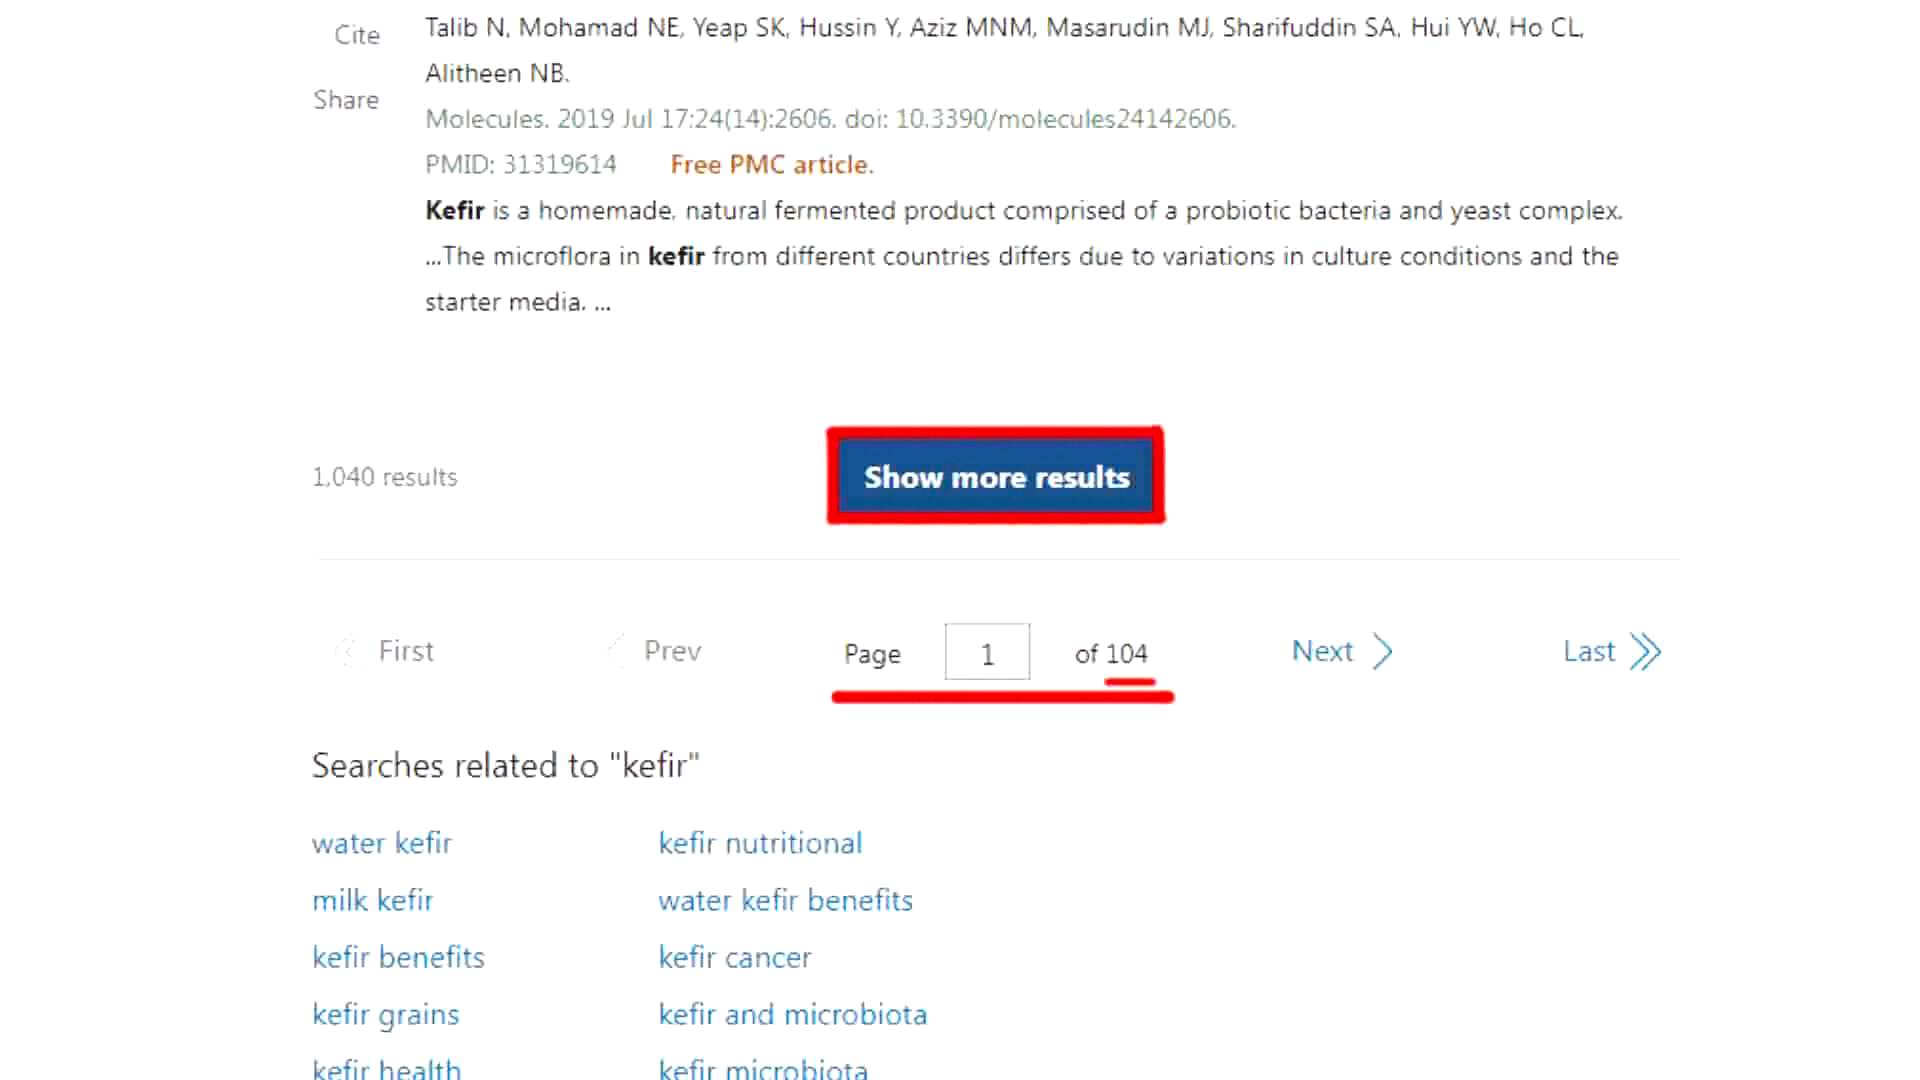 Cite
Share
Talib N, Mohamad NE, Yeap SK, Hussin Y, Aziz MNM, Masarudin MJ, Sharifuddin SA, Hui YW, Ho CL,
Alitheen NB.
Molecules. 2019 Jul 17;24(14):2606. doi: 10.3390/molecules24142606.
PMID: 31319614 Free PMC article.
Kefir is a homemade, natural fermented product comprised of a probiotic bacteria and yeast complex.
...The microflora in kefir from different countries differs due to variations in culture conditions and the
starter media. ...
1,040 results
Show more results
First Prev Page 1 of 104 Next Last
Searches related to "kefir"
water kefir
milk kefir
kefir benefits
kefir grains
kefir health
kefir nutritional
water kefir benefits
kefir cancer
kefir and microbiota
kefir microbiota